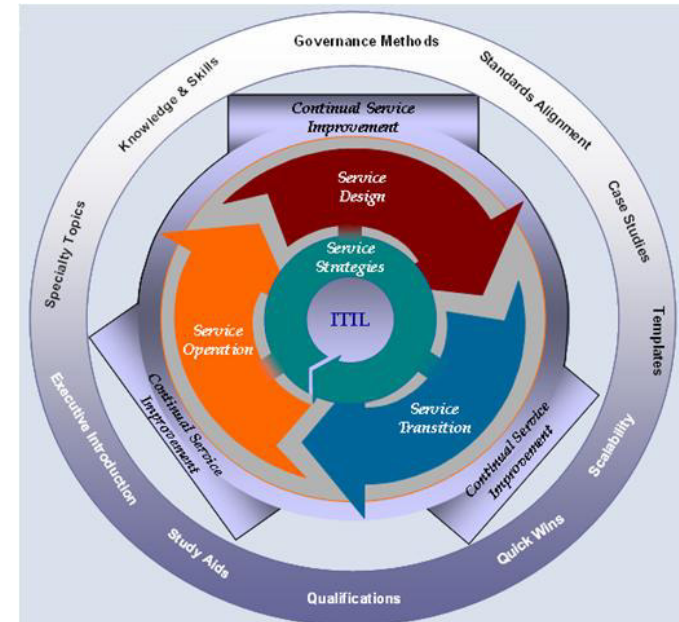 Governance Methods
Standards Alignment
Case Studies
Templates
Scalability
Quick Wins
Qualifications
Study Aids
Executive Introduction
Specialty Topics
Knowledge & Skills
Continual Service
Improvement
Continual Service
Improvement
Continual Service
Improvement
Service
Design
Service
Transition
Service
Operation
Service
Strategies
ITIL